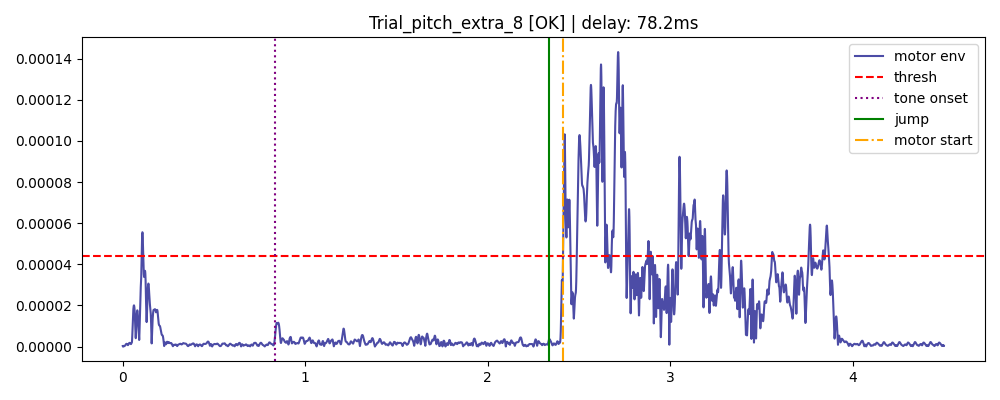 Trial_pitch_extra_8 [OK] | delay: 78.2ms
0.00014
0.00012
0.00010
0.00008
0.00006
0.00004
0.00002
0.00000
motor env
thresh
tone onset
jump
motor start
0 1 2 3 4